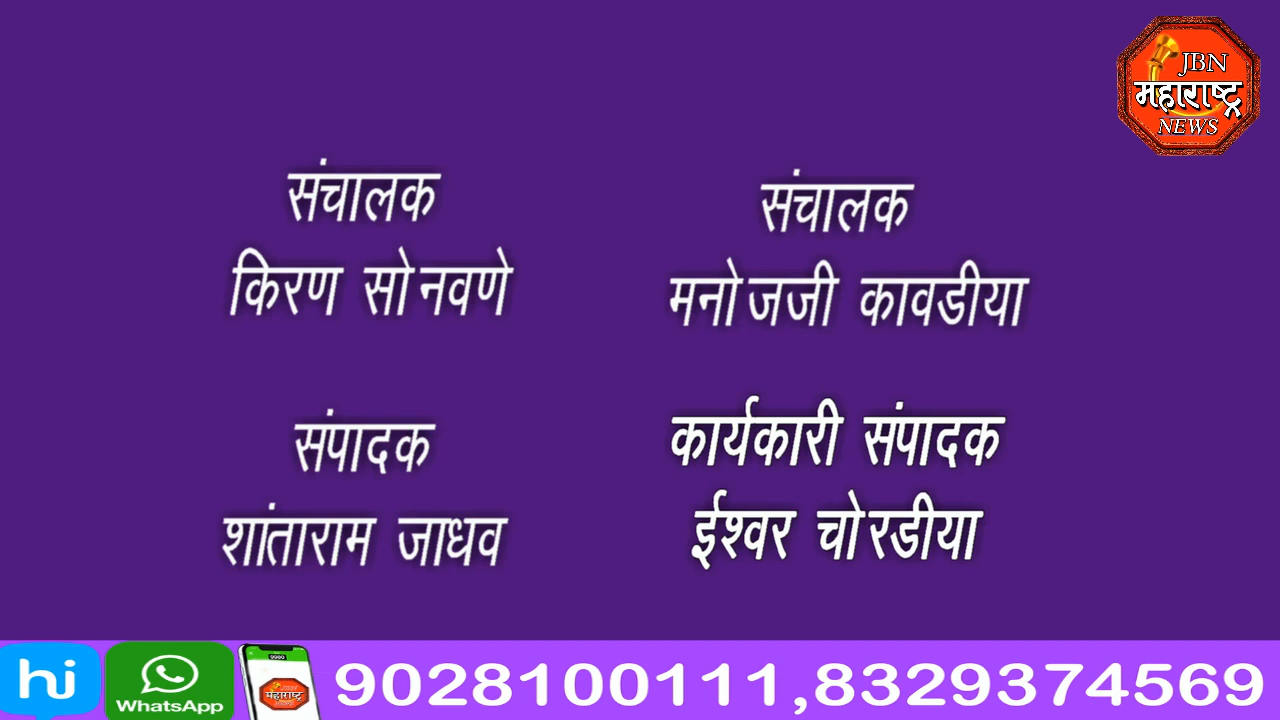 JBN
महाराष्ट्र
NEWS
संचालक
किरण सोनवणे
संचालक
मनोजजी कावडीया
संपादक
शांताराम जाधव
कार्यकारी संपादक
ईश्वर चोरडीया
hi
WhatsApp
महाराष्ट्र
9028100111,8329374569